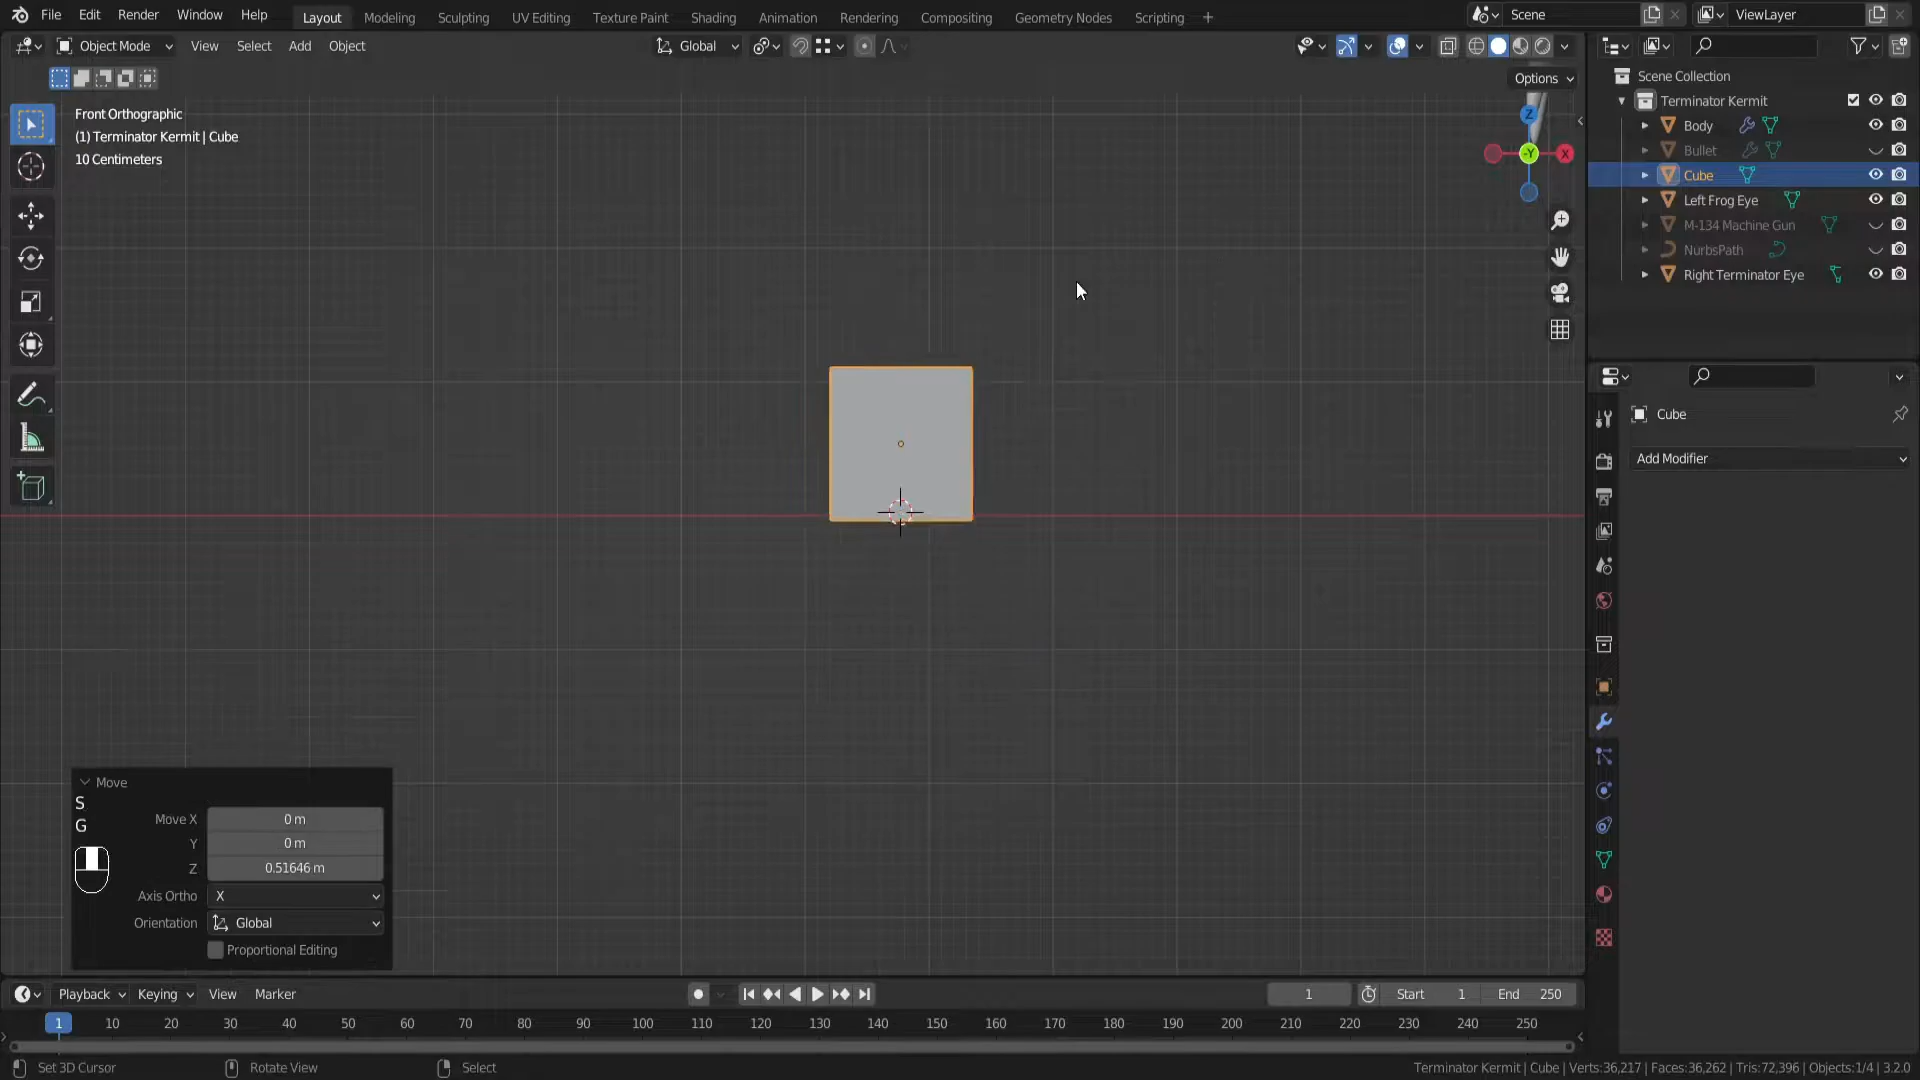 File Edit Render Window Help Layout Modeling Sculpting UV Editing Texture Paint Shading Animation Rendering Compositing Geometry Nodes Scripting + Scene ViewLayer
Object Mode View Select Add Object Global
Options
Front Orthographic
(1) Terminator Kermit | Cube
10 Centimeters
Z
-Y
X
Scene Collection
Terminator Kermit
Body
Bullet
Cube
Left Frog Eye
M-134 Machine Gun
NurbsPath
Right Terminator Eye
Cube
Add Modifier
Move
S
G
Move X 0 m
Y 0 m
Z 0.51646 m
Axis Ortho X
Orientation Global
Proportional Editing
Playback Keying View Marker 1 Start 1 End 250
1 10 20 30 40 50 60 70 80 90 100 110 120 130 140 150 160 170 180 190 200 210 220 230 240 250
Set 3D Cursor Rotate View Select Terminator Kermit | Cube | Verts:36,217 | Faces:36,262 | Tris:72,396 | Objects:1/4 | 3.2.0